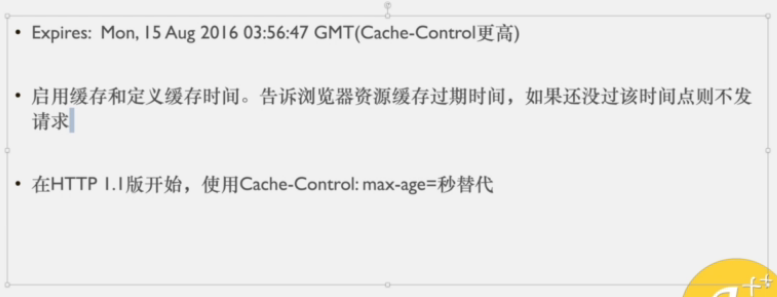 • Expires: Mon, 15 Aug 2016 03:56:47 GMT(Cache-Control更高)
• 启用缓存和定义缓存时间。告诉浏览器资源缓存过期时间，如果还没过该时间点则不发
请求
• 在HTTP 1.1版开始，使用Cache-Control: max-age=秒替代